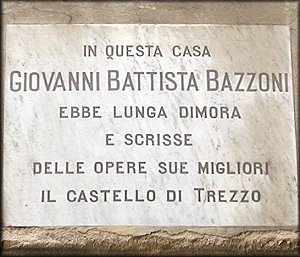 IN QUESTA CASA
GIOVANNI BATTISTA BAZZONI
EBBE LUNGA DIMORA
E SCRISSE
DELLE OPERE SUE MIGLIORI
IL CASTELLO DI TREZZO